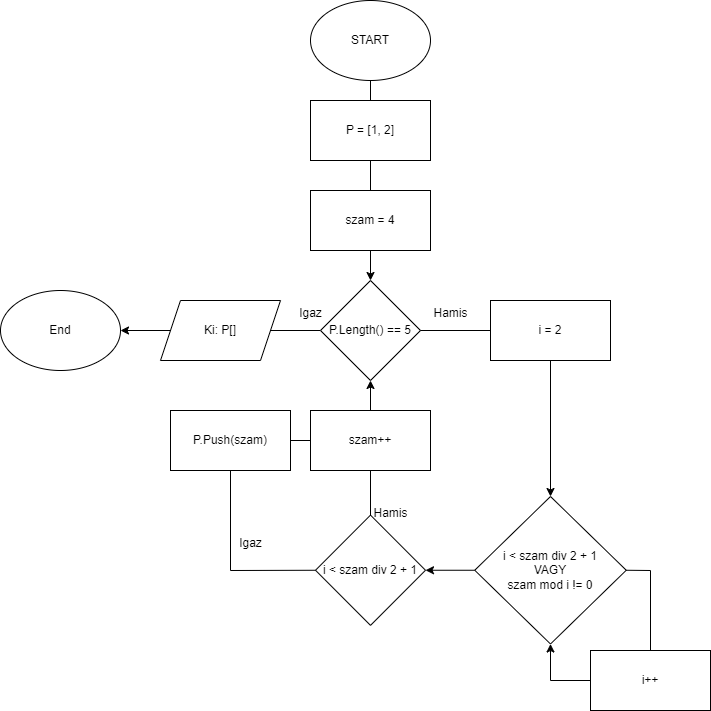 START
P = [1, 2]
szam = 4
Igaz
Hamis
End
Ki: P[]
P.Length() == 5
i = 2
P.Push(szam)
szam++
Hamis
Igaz
i < szam div 2 + 1
i < szam div 2 + 1
VAGY
szam mod i != 0
i++